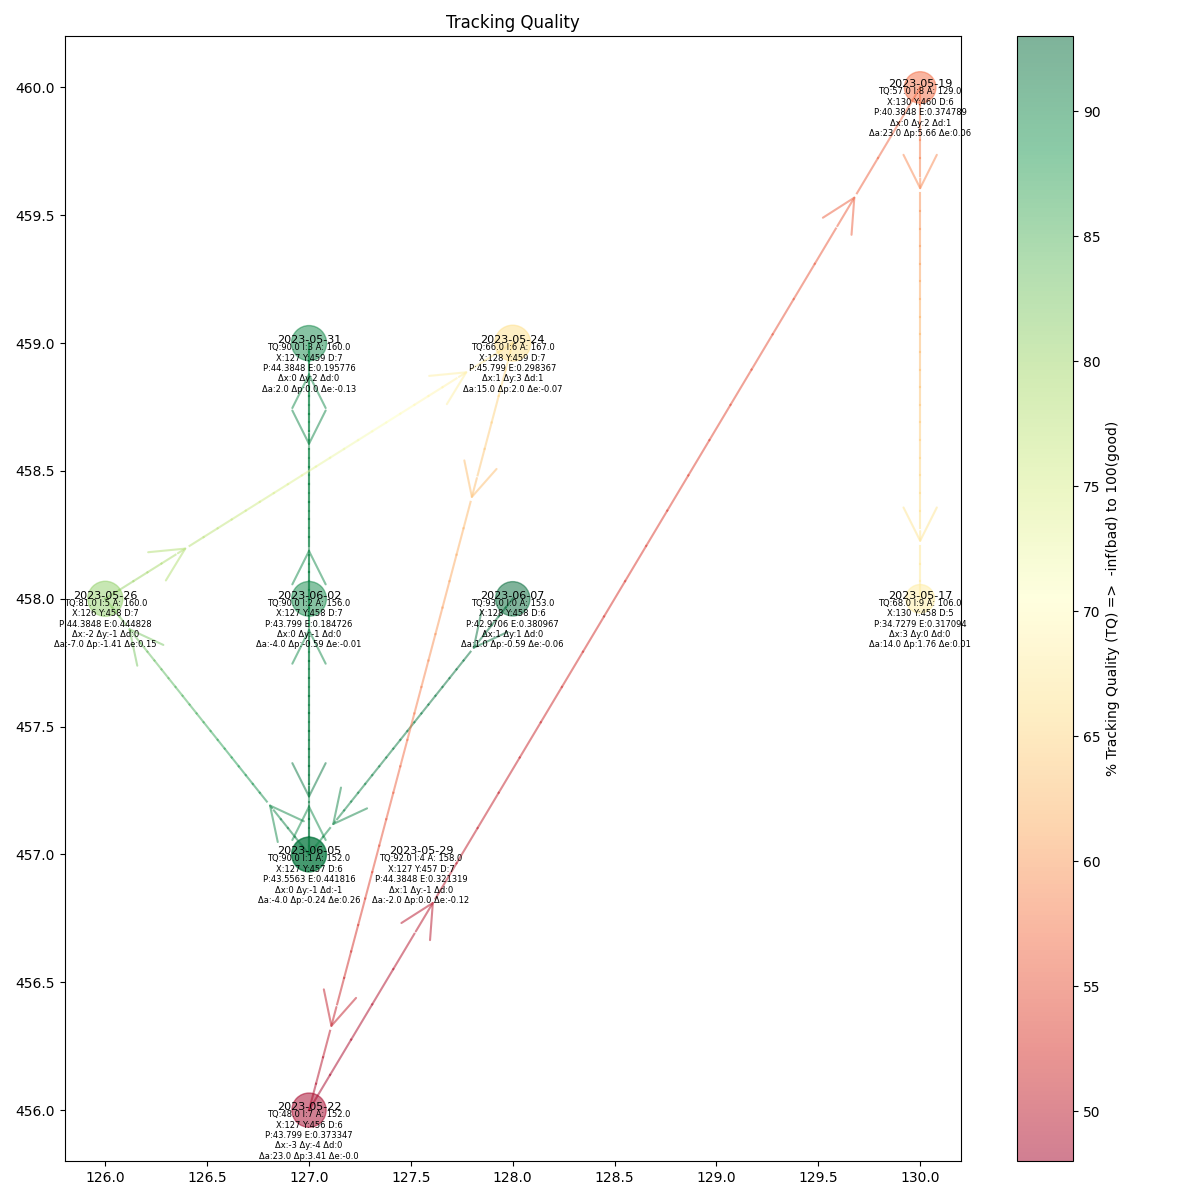 Tracking Quality
460.0
459.5
459.0
458.5
458.0
457.5
457.0
456.5
456.0
2023-05-19
TQ:57.0 I:8 A: 129.0
X:130 Y:460 D:6
P:40.3848 E:0.374789
Δx:0 Δy:2 Δd:1
Δa:23.0 Δp:5.66 Δe:0.06
2023-05-31
TQ:90.0 I:3 A: 160.0
X:127 Y:459 D:7
P:44.3848 E:0.195776
Δx:0 Δy:2 Δd:0
Δa:2.0 Δp:0.0 Δe:-0.13
2023-05-24
TQ:66.0 I:6 A: 167.0
X:128 Y:459 D:7
P:45.799 E:0.298367
Δx:1 Δy:3 Δd:1
Δa:15.0 Δp:2.0 Δe:-0.07
2023-05-26
TQ:81.0 I:5 A: 160.0
X:126 Y:458 D:7
P:44.3848 E:0.444828
Δx:-2 Δy:-1 Δd:0
Δa:-7.0 Δp:-1.41 Δe:0.15
2023-06-02
TQ:90.0 I:2 A: 156.0
X:127 Y:458 D:7
P:43.799 E:0.184726
Δx:0 Δy:-1 Δd:0
Δa:-4.0 Δp:-0.59 Δe:-0.01
2023-06-07
TQ:93.0 I:0 A: 153.0
X:128 Y:458 D:6
P:42.9706 E:0.380967
Δx:1 Δy:1 Δd:0
Δa:1.0 Δp:-0.59 Δe:-0.06
2023-05-17
TQ:68.0 I:9 A: 106.0
X:130 Y:458 D:5
P:34.7279 E:0.317094
Δx:3 Δy:0 Δd:0
Δa:14.0 Δp:1.76 Δe:0.01
2023-06-05
TQ:90.0 I:1 A: 152.0
X:127 Y:457 D:6
P:43.5563 E:0.441816
Δx:0 Δy:-1 Δd:-1
Δa:-4.0 Δp:-0.24 Δe:0.26
2023-05-29
TQ:92.0 I:4 A: 158.0
X:127 Y:457 D:7
P:44.3848 E:0.321319
Δx:1 Δy:-1 Δd:0
Δa:-2.0 Δp:0.0 Δe:-0.12
2023-05-22
TQ:48.0 I:7 A: 152.0
X:127 Y:456 D:6
P:43.799 E:0.373347
Δx:-3 Δy:-4 Δd:0
Δa:23.0 Δp:3.41 Δe:-0.0
126.0
126.5
127.0
127.5
128.0
128.5
129.0
129.5
130.0
90
85
80
75
70
65
60
55
50
% Tracking Quality (TQ) =>  -inf(bad) to 100(good)